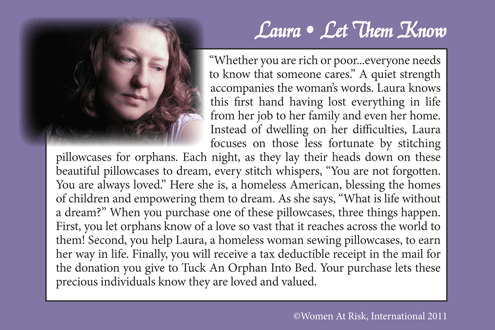 Laura • Let Them Know
“Whether you are rich or poor...everyone needs
to know that someone cares.” A quiet strength
accompanies the woman’s words. Laura knows
this first hand having lost everything in life
from her job to her family and even her home.
Instead of dwelling on her difficulties, Laura
focuses on those less fortunate by stitching
pillowcases for orphans. Each night, as they lay their heads down on these
beautiful pillowcases to dream, every stitch whispers, “You are not forgotten.
You are always loved.” Here she is, a homeless American, blessing the homes
of children and empowering them to dream. As she says, “What is life without
a dream?” When you purchase one of these pillowcases, three things happen.
First, you let orphans know of a love so vast that it reaches across the world to
them! Second, you help Laura, a homeless woman sewing pillowcases, to earn
her way in life. Finally, you will receive a tax deductible receipt in the mail for
the donation you give to Tuck An Orphan Into Bed. Your purchase lets these
precious individuals know they are loved and valued.
©Women At Risk, International 2011